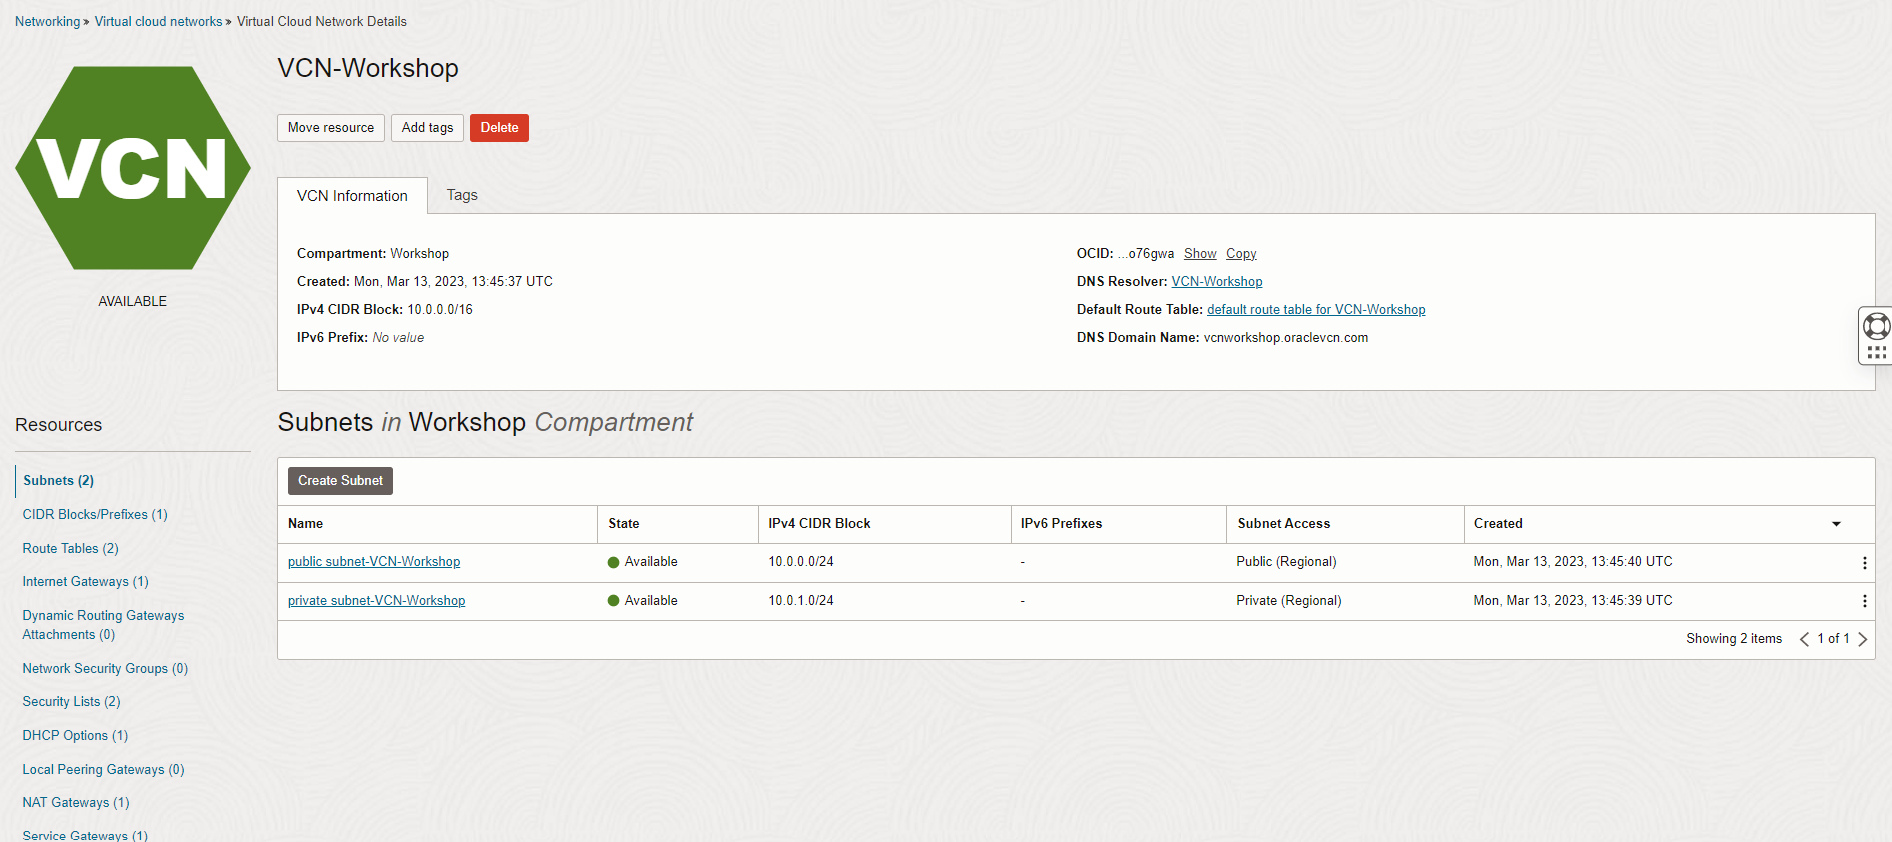 Networking » Virtual cloud networks » Virtual Cloud Network Details
VCN
AVAILABLE
VCN-Workshop
Move resource Add tags Delete
VCN Information Tags
Compartment: Workshop
Created: Mon, Mar 13, 2023, 13:45:37 UTC
IPv4 CIDR Block: 10.0.0.0/16
IPv6 Prefix: No value
OCID: ...o76gwa Show Copy
DNS Resolver: VCN-Workshop
Default Route Table: default route table for VCN-Workshop
DNS Domain Name: vcnworkshop.oraclevcn.com
Resources
Subnets (2)
CIDR Blocks/Prefixes (1)
Route Tables (2)
Internet Gateways (1)
Dynamic Routing Gateways
Attachments (0)
Network Security Groups (0)
Security Lists (2)
DHCP Options (1)
Local Peering Gateways (0)
NAT Gateways (1)
Service Gateways (1)
Subnets in Workshop Compartment
Create Subnet
Name State IPv4 CIDR Block IPv6 Prefixes Subnet Access Created
public subnet-VCN-Workshop Available 10.0.0.0/24 - Public (Regional) Mon, Mar 13, 2023, 13:45:40 UTC
private subnet-VCN-Workshop Available 10.0.1.0/24 - Private (Regional) Mon, Mar 13, 2023, 13:45:39 UTC
Showing 2 items < 1 of 1 >